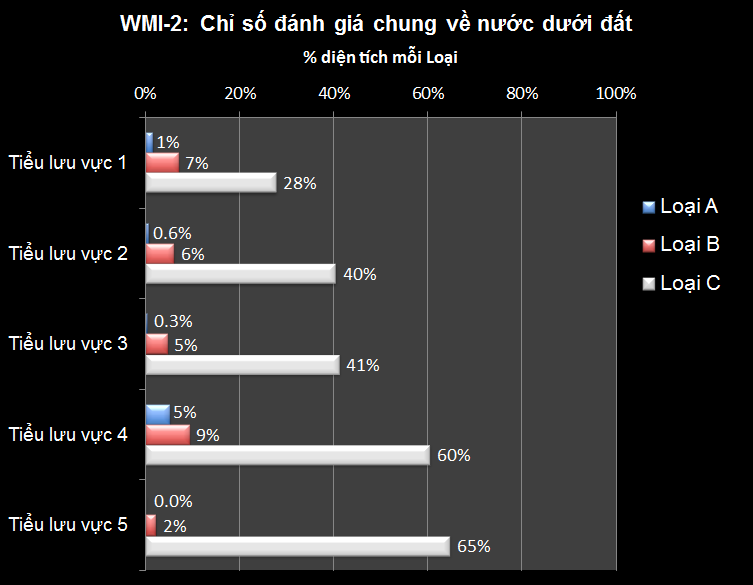 WMI-2: Chỉ số đánh giá chung về nước dưới đất
% diện tích mỗi Loại
0% 20% 40% 60% 80% 100%
Tiểu lưu vực 1
1%
7%
28%
Tiểu lưu vực 2
0.6%
6%
40%
Tiểu lưu vực 3
0.3%
5%
41%
Tiểu lưu vực 4
5%
9%
60%
Tiểu lưu vực 5
0.0%
2%
65%
Loại A
Loại B
Loại C